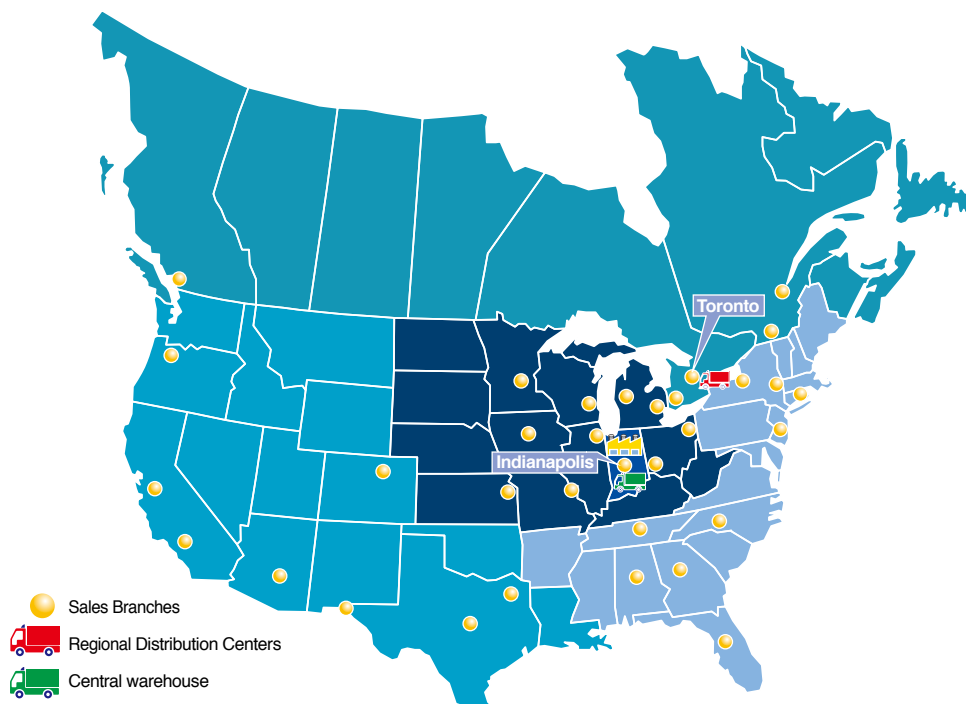 Toronto
Indianapolis
Sales Branches
Regional Distribution Centers
Central warehouse